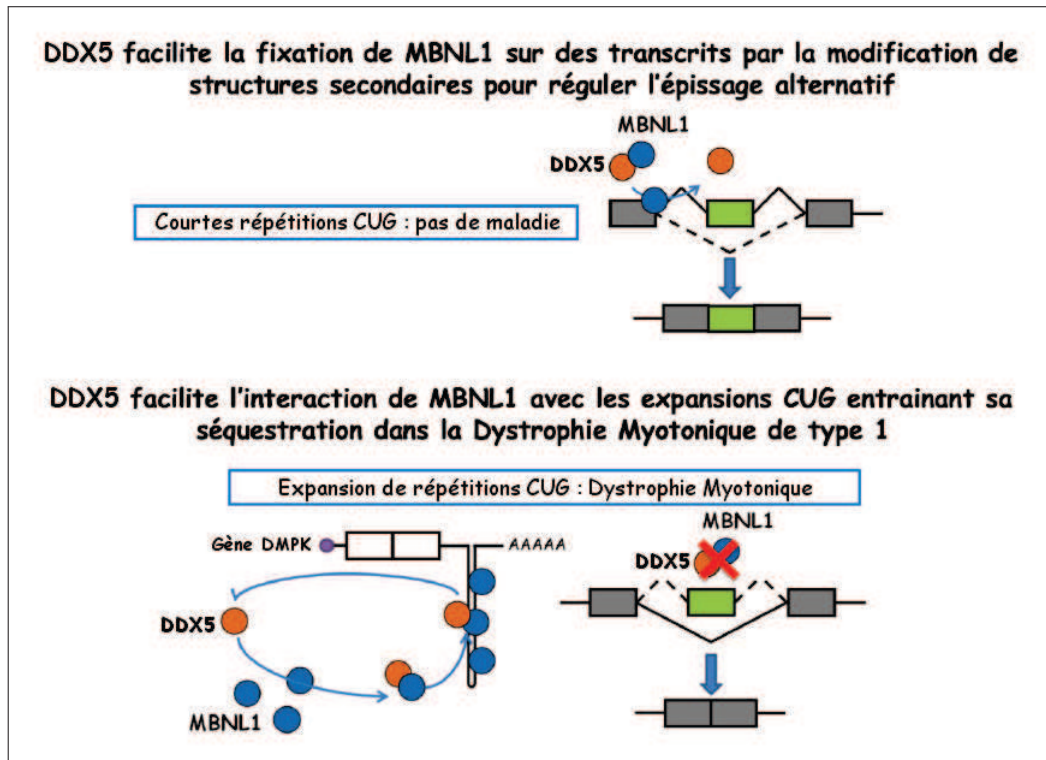 DDX5 facilite la fixation de MBNL1 sur des transcrits par la modification de
structures secondaires pour réguler l'épissage alternatif
MBNL1
DDX5
Courtes répétitions CUG : pas de maladie
DDX5 facilite l'interaction de MBNL1 avec les expansions CUG entrainant sa
séquestration dans la Dystrophie Myotonique de type 1
Expansion de répétitions CUG : Dystrophie Myotonique
MBNL1
Gène DMPK
AAAAA
DDX5
DDX5
MBNL1